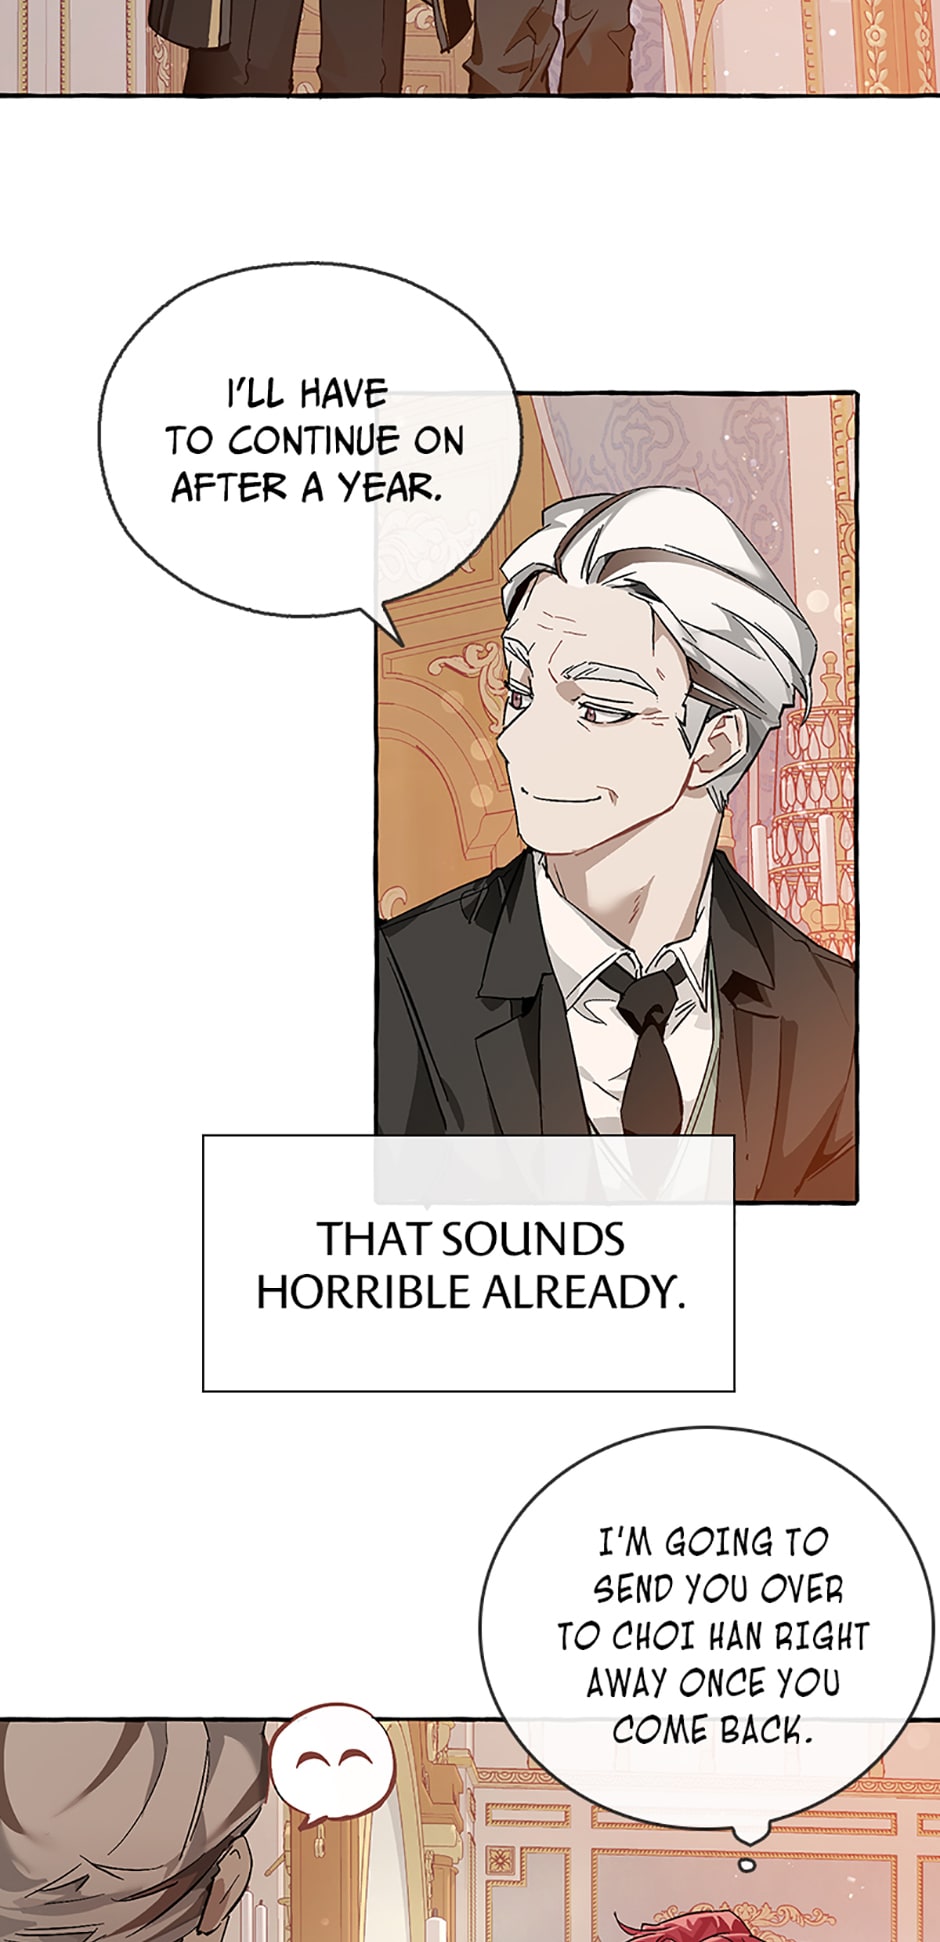 I'LL HAVE
TO CONTINUE ON
AFTER A YEAR.
THAT SOUNDS
HORRIBLE ALREADY.
I'M GOING TO
SEND YOU OVER
TO CHOI HAN RIGHT
AWAY ONCE YOU
COME BACK.